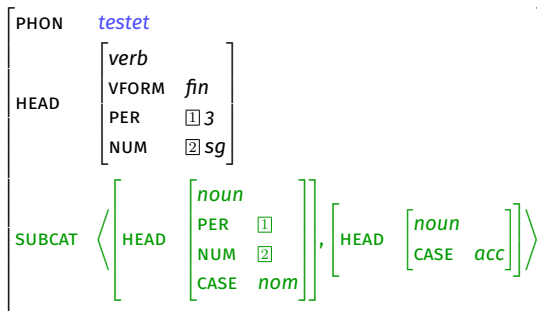 PHON testet
HEAD verb
VFORM fin
PER 1 3
NUM 2 sg
SUBCAT ⟨ HEAD noun PER 1 NUM 2 CASE nom , HEAD noun CASE acc ⟩